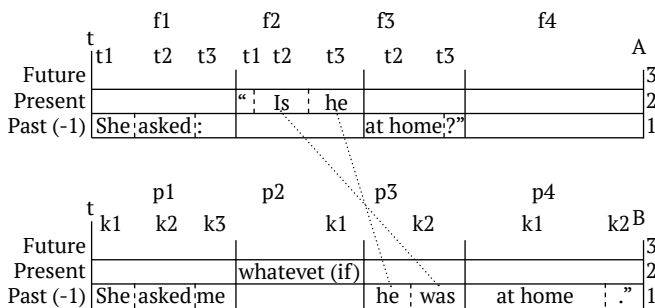 f1 f2 f3 f4
t
t1 t2 t3 t1 t2 t3 t2 t3 A
Future 3
Present “ Is he 2
Past (-1) She asked : at home ?” 1
p1 p2 p3 p4
t
k1 k2 k3 k1 k2 k1 k2 B
Future 3
Present whatevet (if) 2
Past (-1) She asked me he was at home .” 1